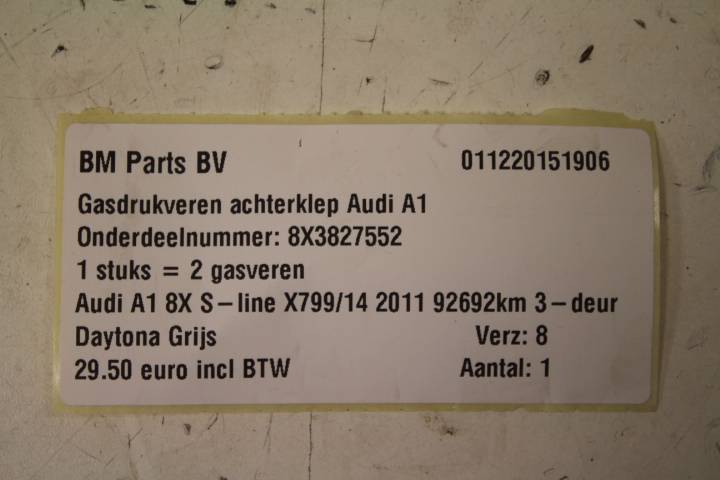 BM Parts BV 011220151906
Gasdrukveren achterklep Audi A1
Onderdeelnummer: 8X3827552
1 stuks = 2 gasveren
Audi A1 8X S-line X799/14 2011 92692km 3-deur
Daytona Grijs Verz: 8
29.50 euro incl BTW Aantal: 1